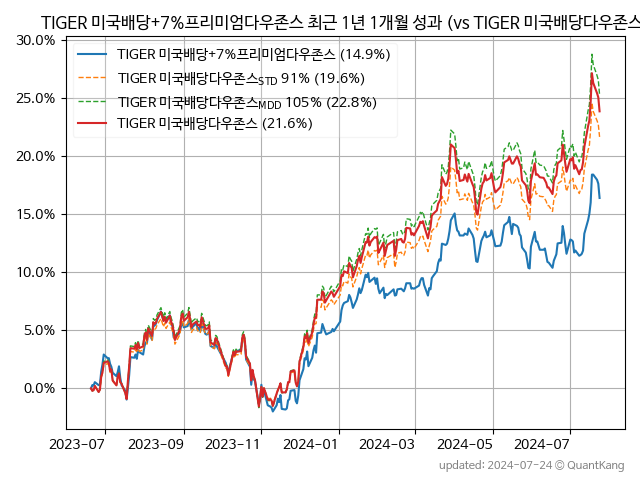 TIGER 미국배당+7%프리미엄다우존스 최근 1년 1개월 성과 (vs TIGER 미국배당다우존스
30.0%
25.0%
20.0%
15.0%
10.0%
5.0%
0.0%
TIGER 미국배당+7%프리미엄다우존스 (14.9%)
TIGER 미국배당다우존스STD 91% (19.6%)
TIGER 미국배당다우존스MDD 105% (22.8%)
TIGER 미국배당다우존스 (21.6%)
2023-07 2023-09 2023-11 2024-01 2024-03 2024-05 2024-07
updated: 2024-07-24 © QuantKang